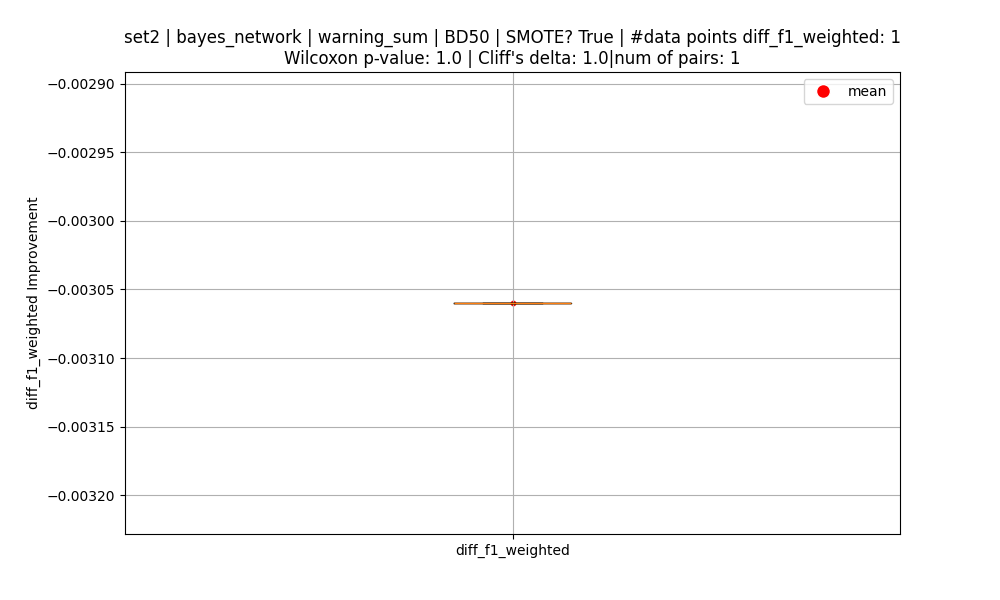 set2 | bayes_network | warning_sum | BD50 | SMOTE? True | #data points diff_f1_weighted: 1
Wilcoxon p-value: 1.0 | Cliff's delta: 1.0|num of pairs: 1
mean
−0.00290
−0.00295
−0.00300
−0.00305
−0.00310
−0.00315
−0.00320
diff_f1_weighted Improvement
diff_f1_weighted